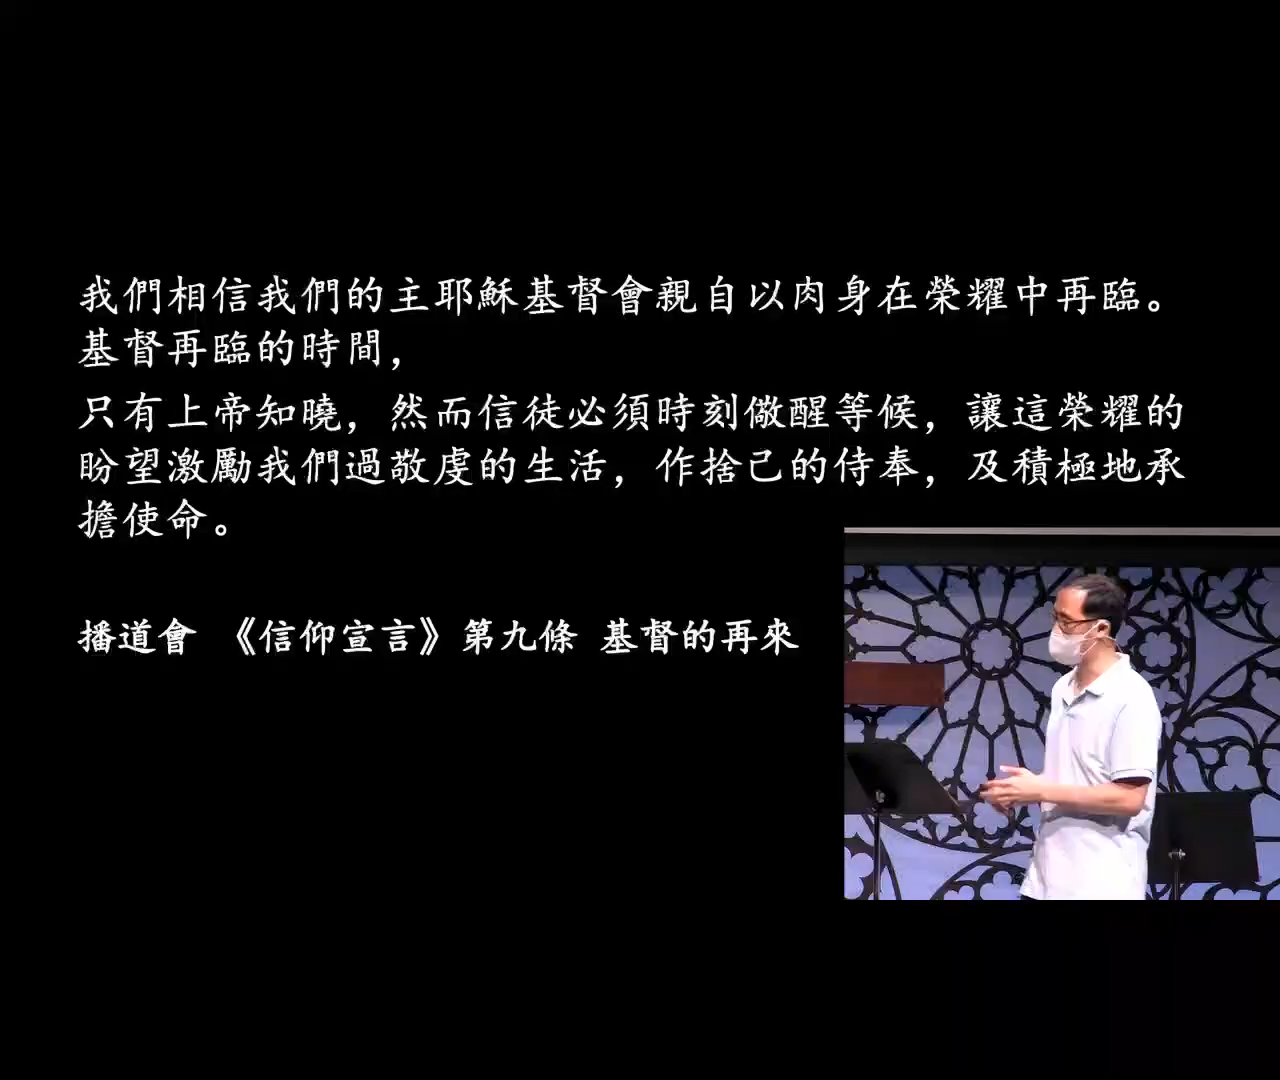 我們相信我們的主耶穌基督會親自以肉身在榮耀中再臨。
基督再臨的時間，
只有上帝知曉，然而信徒必須時刻儆醒等候，讓這榮耀的
盼望激勵我們過敬虔的生活，作捨己的侍奉，及積極地承
擔使命。
播道會 《信仰宣言》第九條 基督的再來